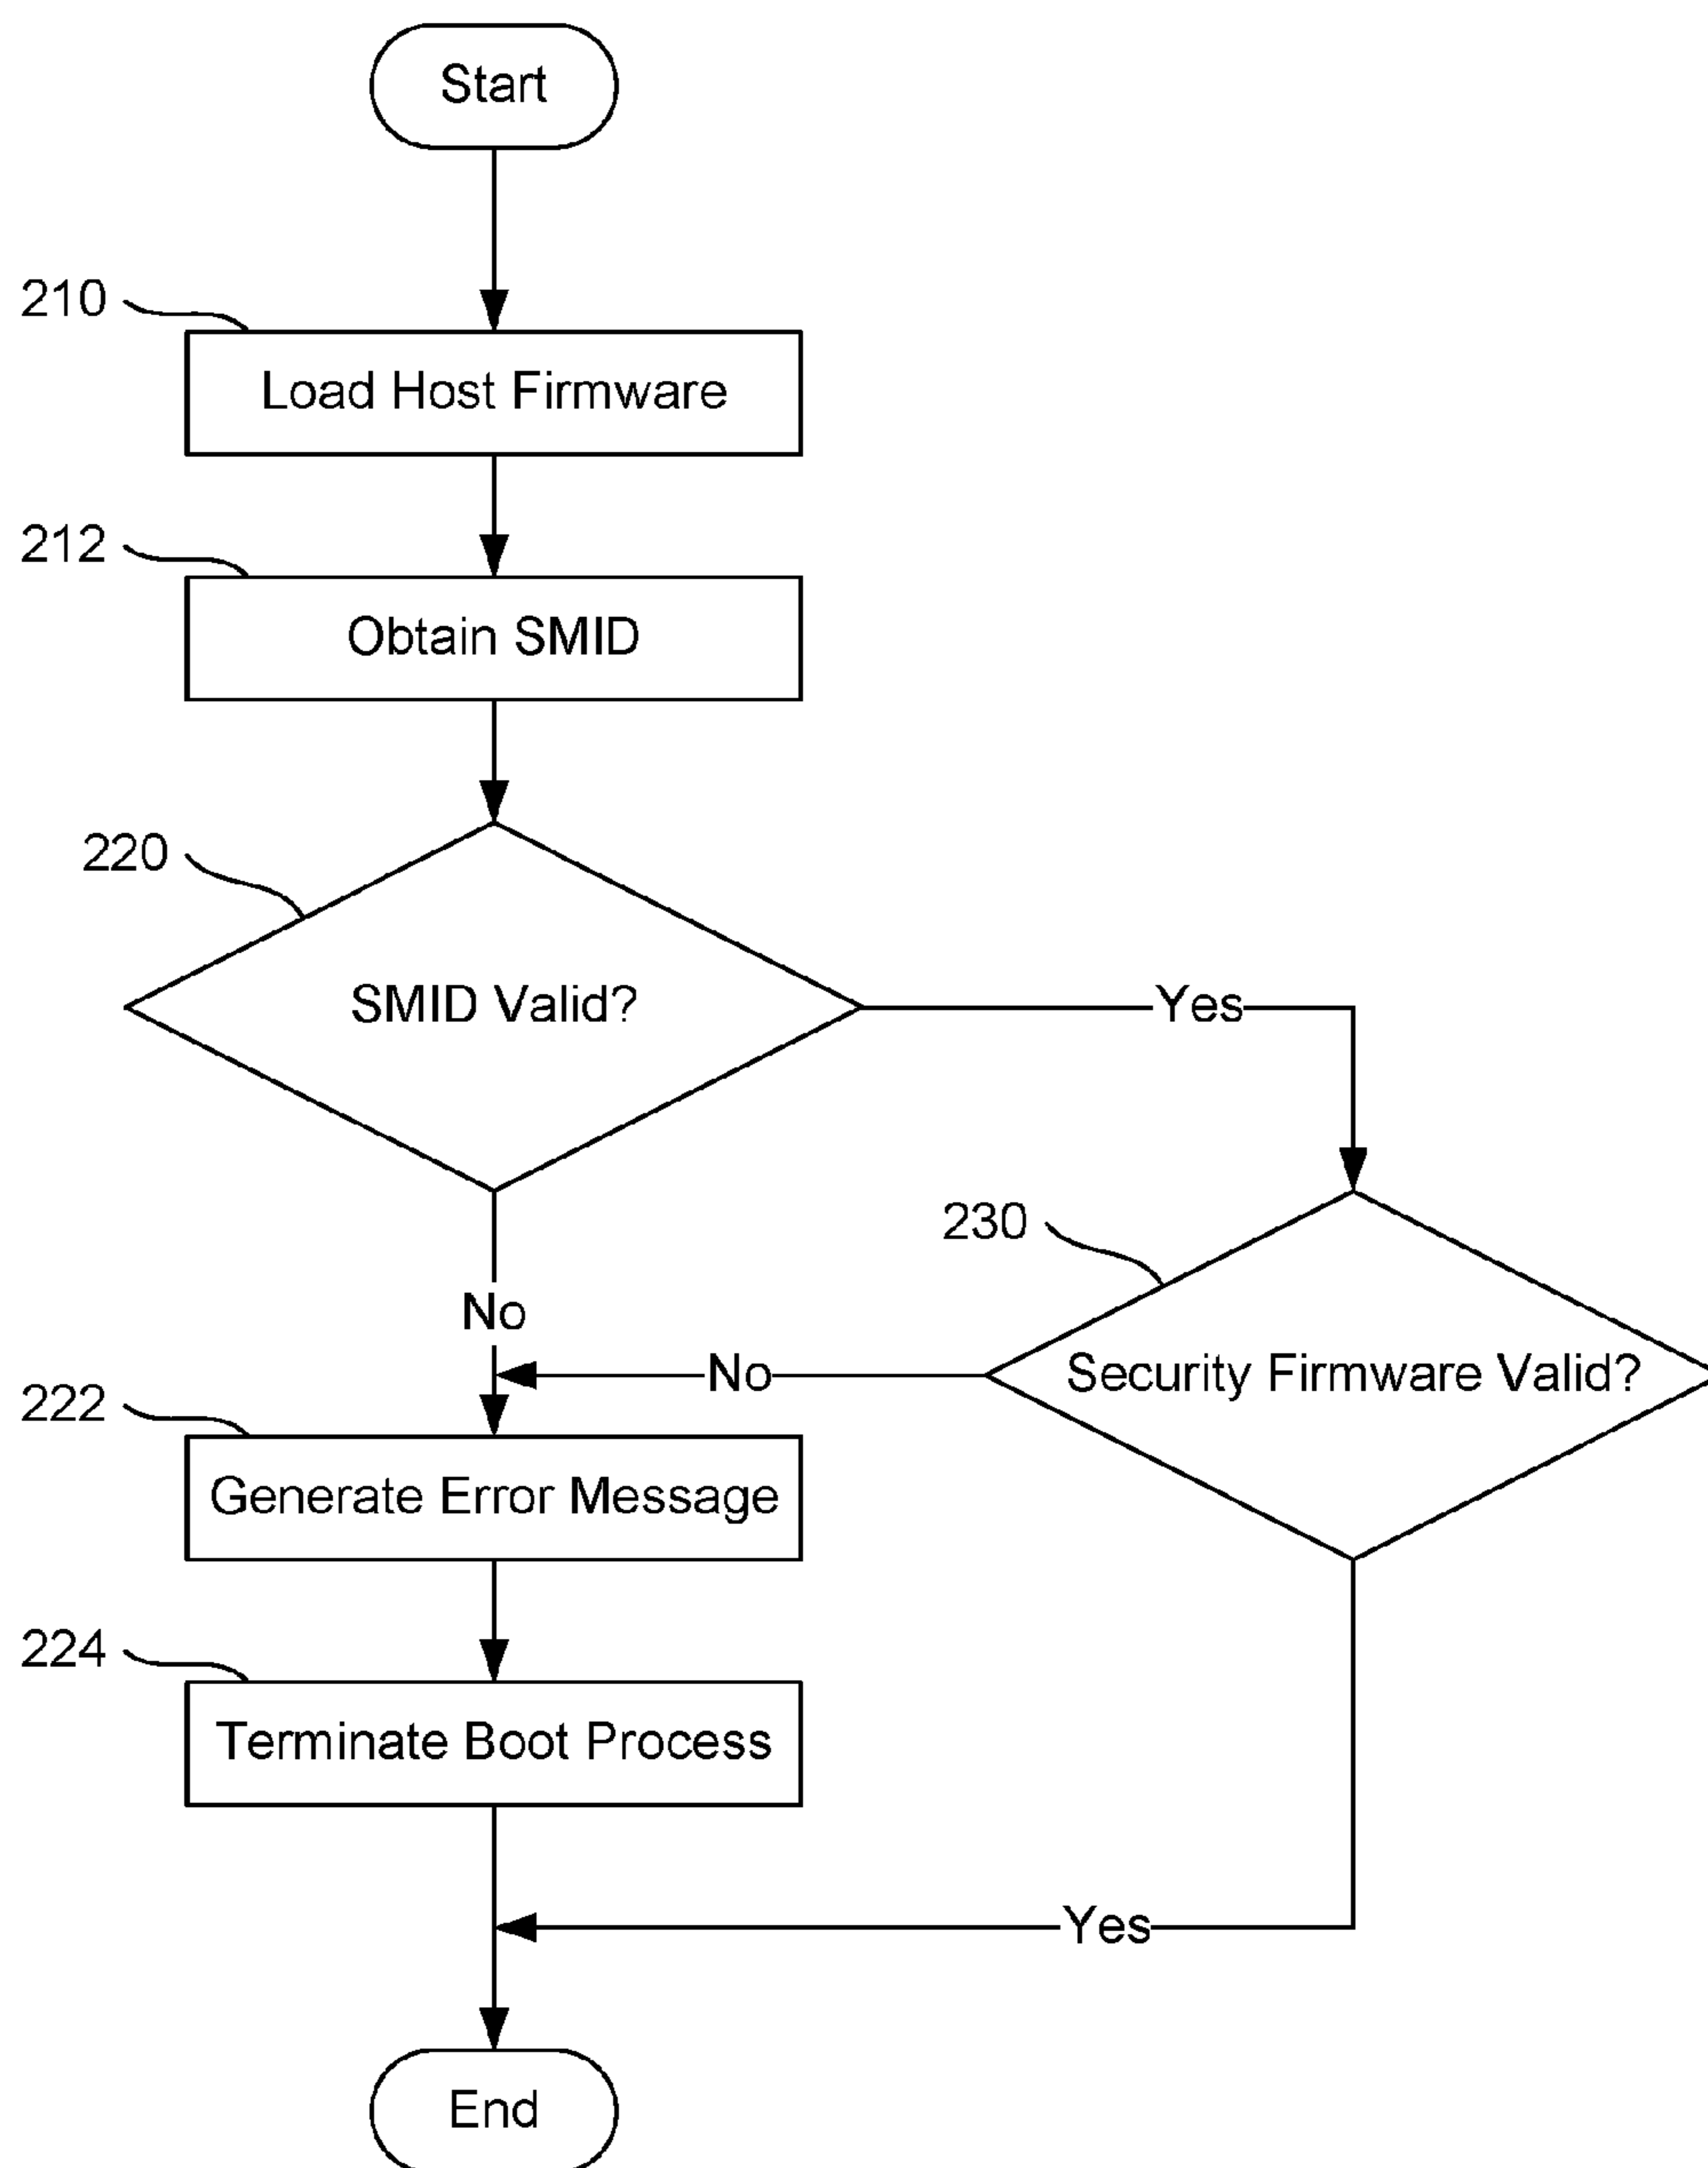 Start
210
Load Host Firmware
212
Obtain SMID
220
SMID Valid?
Yes
230
No
Security Firmware Valid?
No
222
Generate Error Message
224
Terminate Boot Process
Yes
End